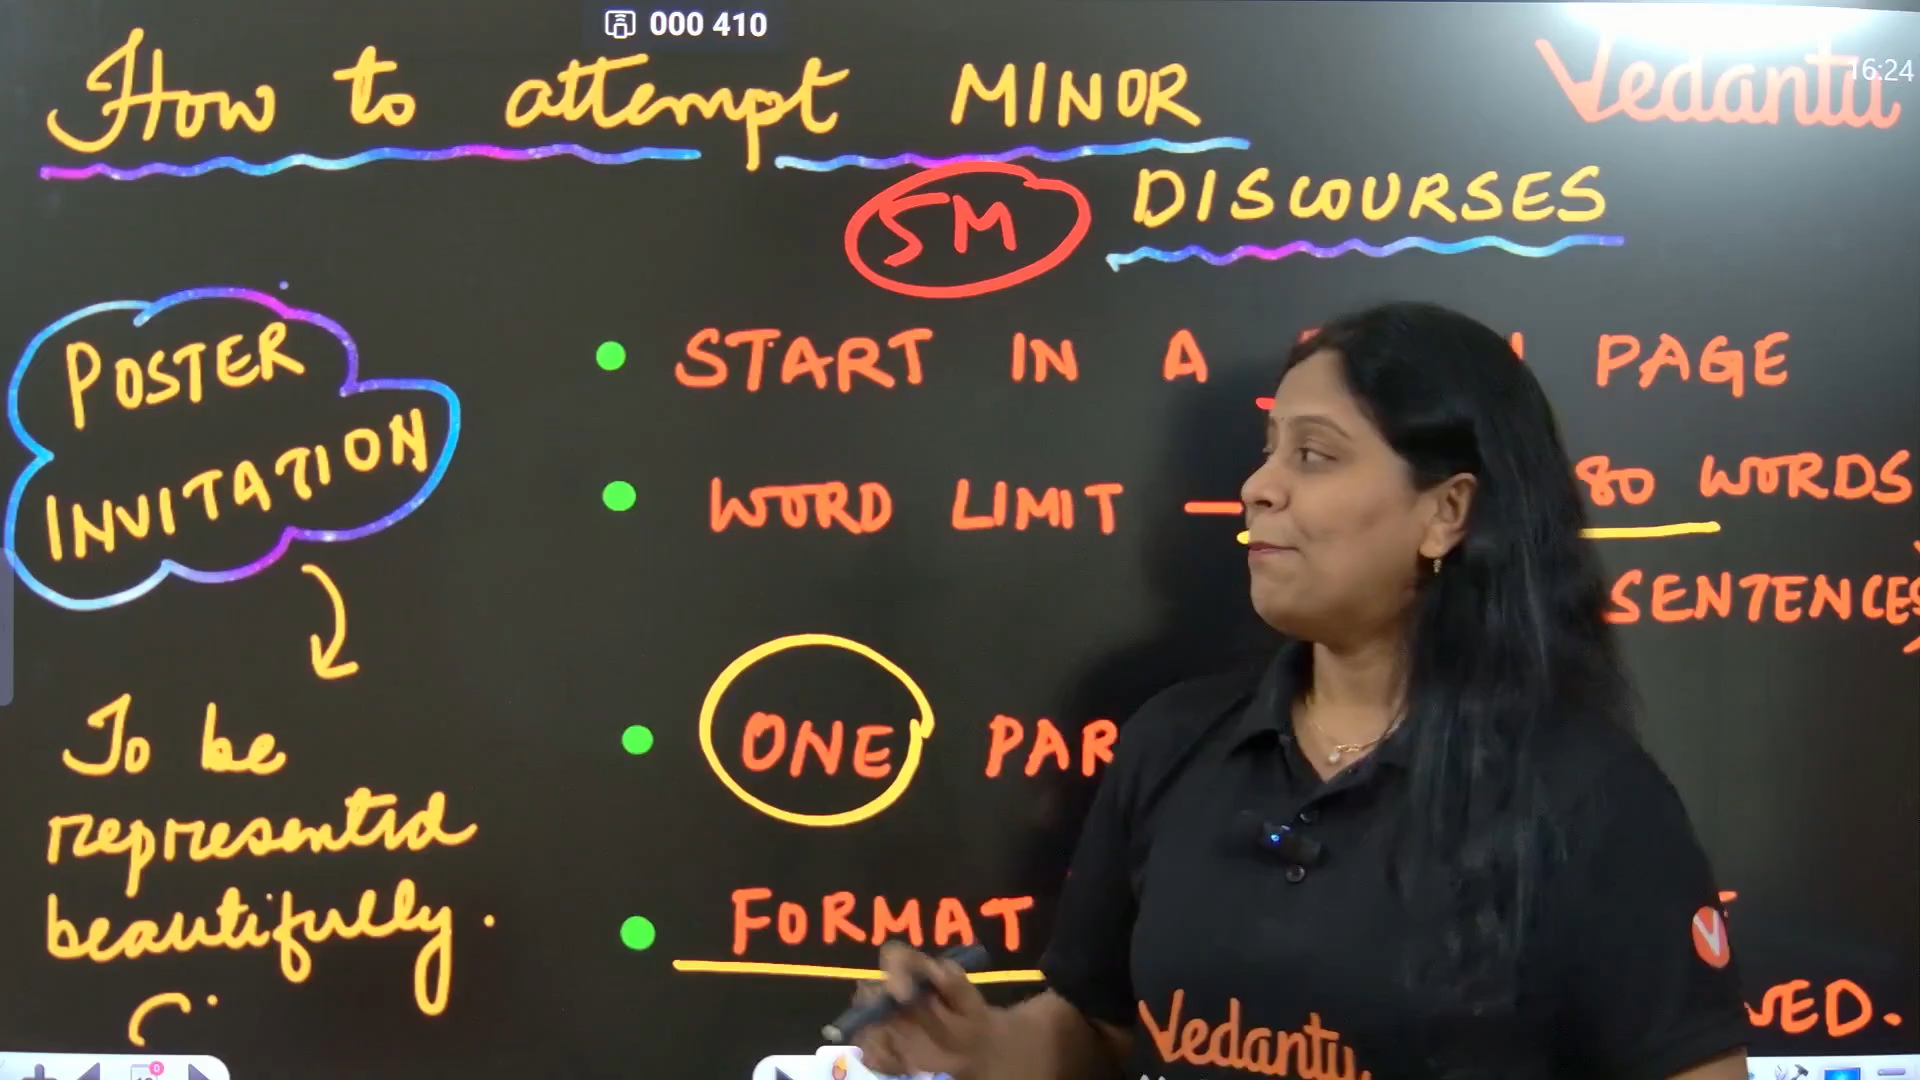 000 410
How to attempt MINOR
Vedantu
16:24
5M
DISCOURSES
POSTER
INVITATION
START IN A PAGE
WORD LIMIT — 80 WORDS
SENTENCES
To be
represented
beautifully.
ONE PAR
FORMAT
WED.
Vedantu